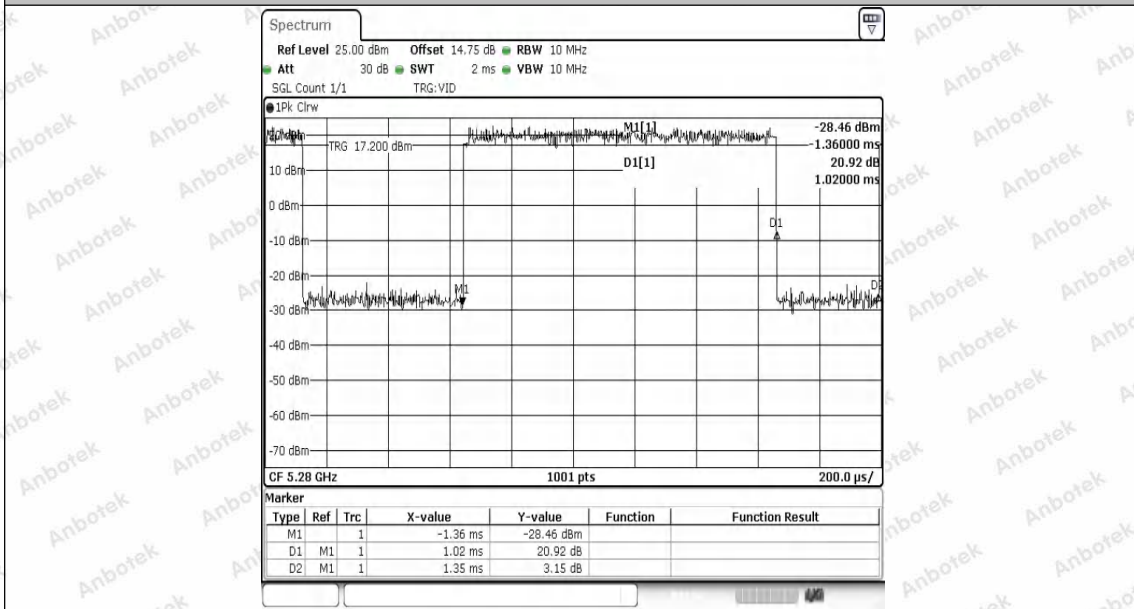 Spectrum
Ref Level 25.00 dBm Offset 14.75 dB RBW 10 MHz
Att 30 dB SWT 2 ms VBW 10 MHz
SGL Count 1/1 TRG:VID
1Pk Clrw
M1[1] -28.46 dBm
TRG 17.200 dBm -1.36000 ms
D1[1] 20.92 dB
10 dBm 1.02000 ms
0 dBm
D1
-10 dBm
-20 dBm
M1 D2
-30 dBm
-40 dBm
-50 dBm
-60 dBm
-70 dBm
CF 5.28 GHz 1001 pts 200.0 µs/
Marker
Type Ref Trc X-value Y-value Function Function Result
M1 1 -1.36 ms -28.46 dBm
D1 M1 1 1.02 ms 20.92 dB
D2 M1 1 1.35 ms 3.15 dB
Anbotek